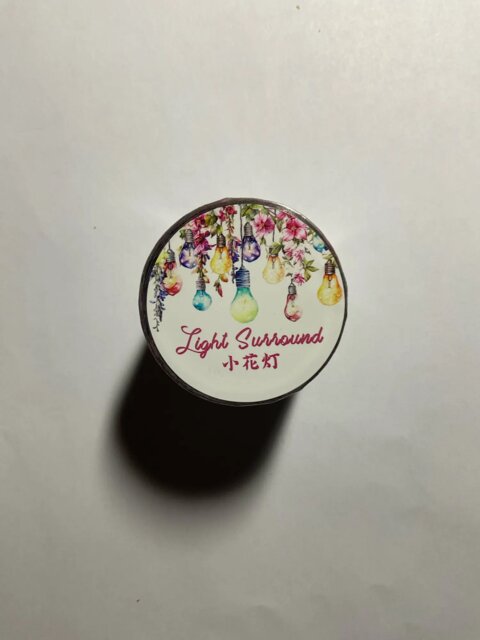 Light Surround
小花灯